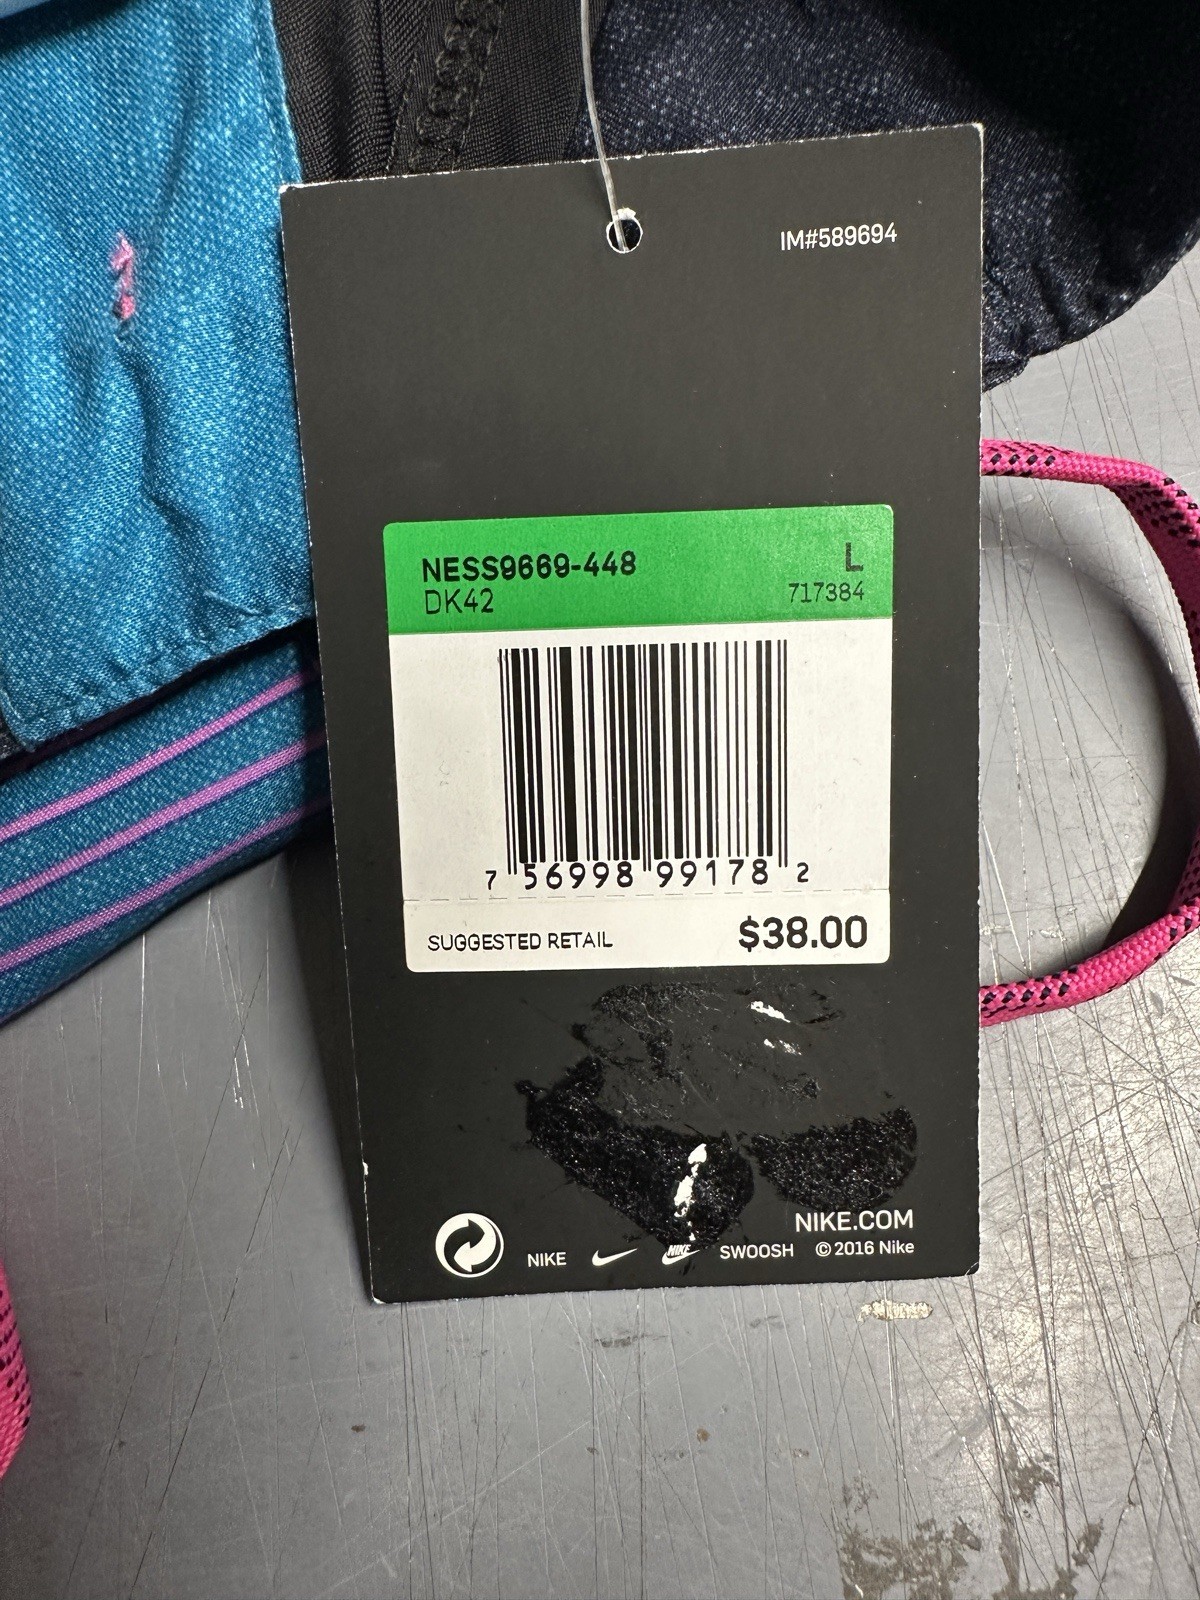 IM#589694
NESS9669-448
L
DK42
717384
7 56998 99178 2
SUGGESTED RETAIL
$38.00
NIKE.COM
NIKE
NIKE
SWOOSH
© 2016 Nike